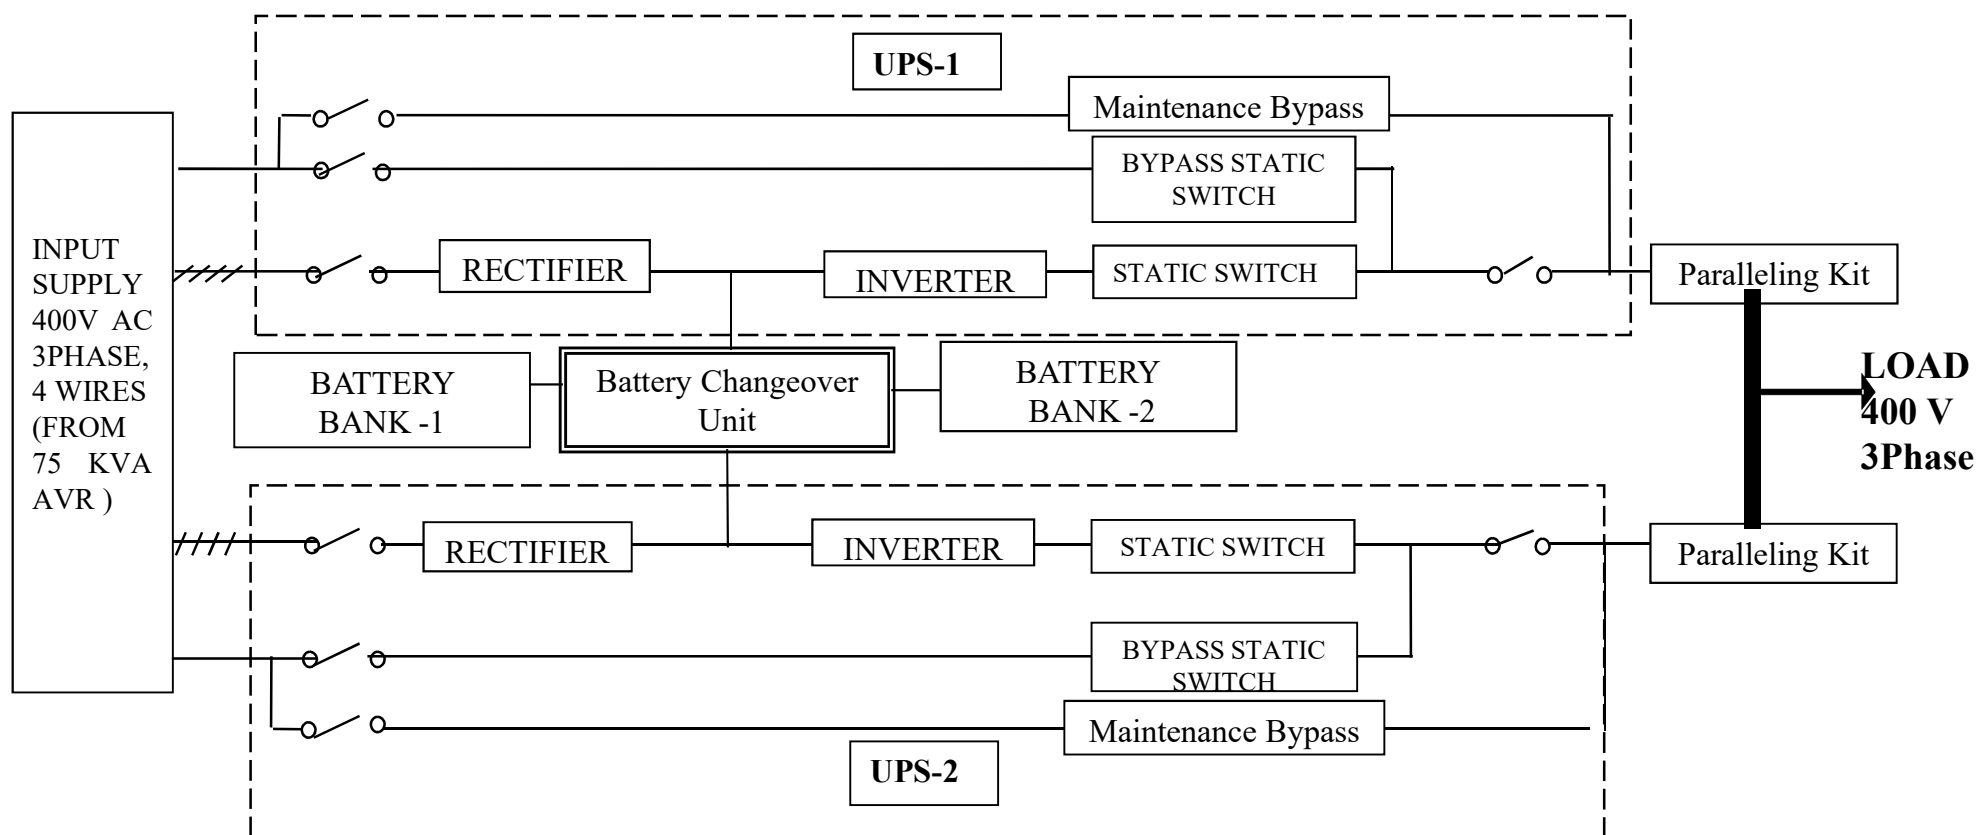 UPS-1
Maintenance Bypass
BYPASS STATIC
SWITCH
INPUT
SUPPLY
400V AC
3PHASE,
4 WIRES
(FROM
75 KVA
AVR )
RECTIFIER
INVERTER
STATIC SWITCH
Paralleling Kit
BATTERY
BANK -1
Battery Changeover
Unit
BATTERY
BANK -2
LOAD
400 V
3Phase
RECTIFIER
INVERTER
STATIC SWITCH
Paralleling Kit
BYPASS STATIC
SWITCH
Maintenance Bypass
UPS-2